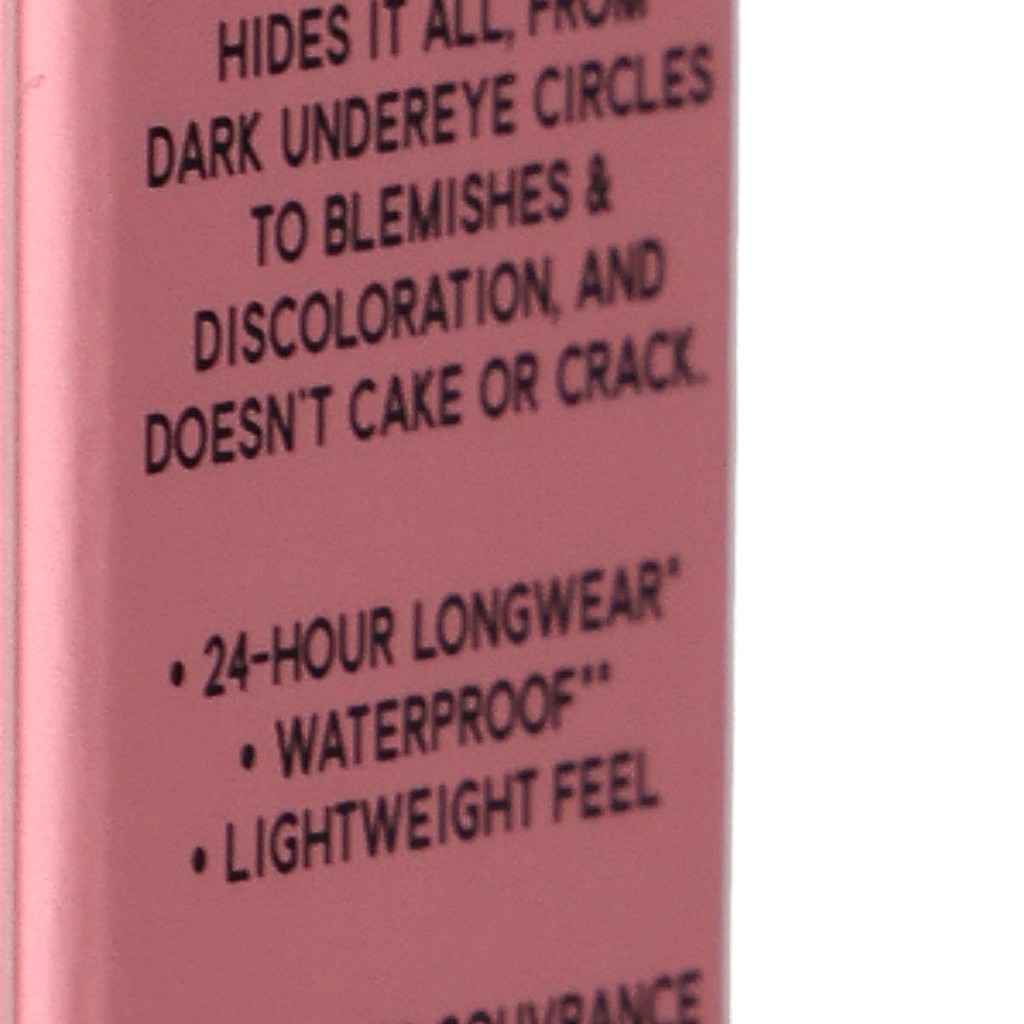 HIDES IT ALL, FROM
DARK UNDEREYE CIRCLES
TO BLEMISHES &
DISCOLORATION, AND
DOESN'T CAKE OR CRACK.
• 24-HOUR LONGWEAR*
• WATERPROOF**
• LIGHTWEIGHT FEEL
COUVRANCE